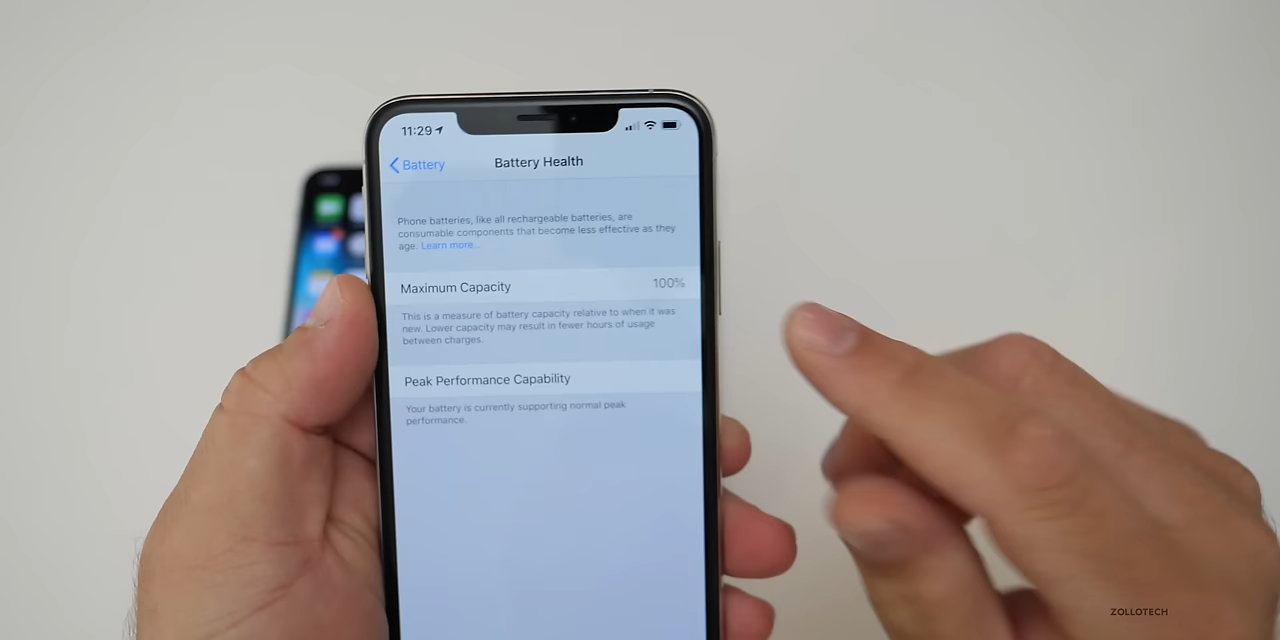 11:29
Battery
Battery Health
Phone batteries, like all rechargeable batteries, are
consumable components that become less effective as they
age. Learn more...
Maximum Capacity 100%
This is a measure of battery capacity relative to when it was
new. Lower capacity may result in fewer hours of usage
between charges.
Peak Performance Capability
Your battery is currently supporting normal peak
performance.
ZOLLOTECH